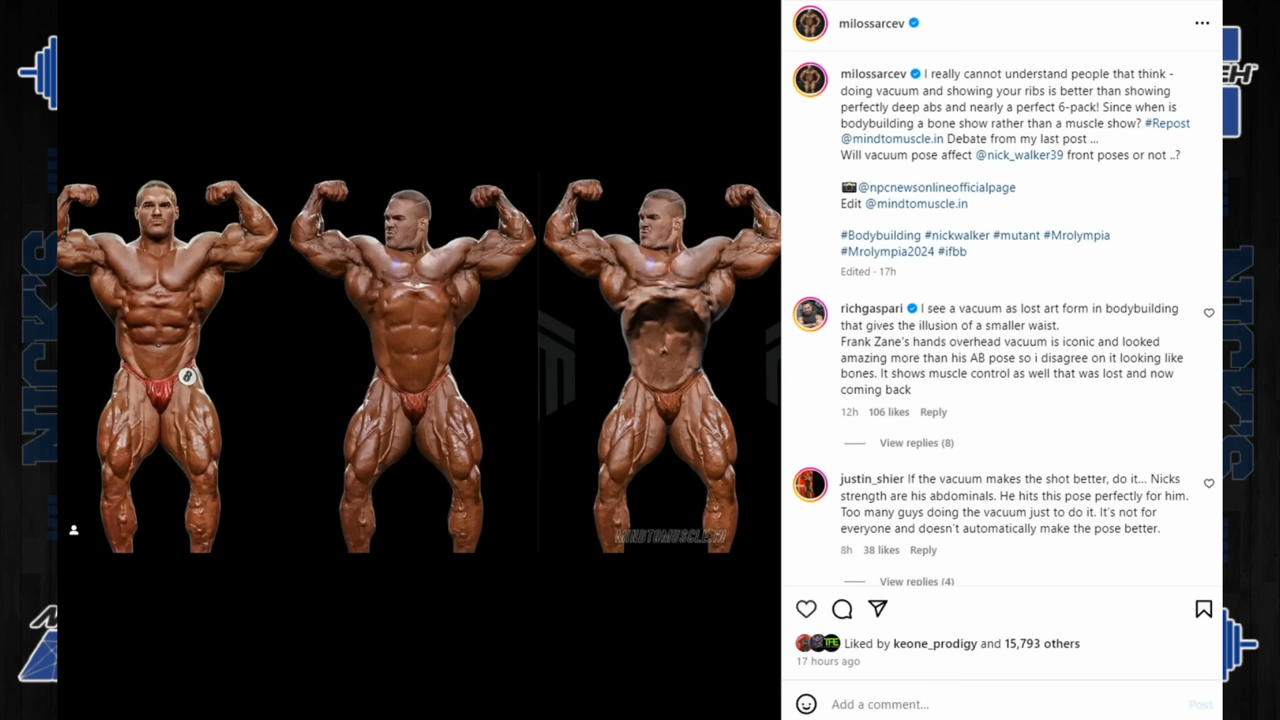 milossarcev
milossarcev I really cannot understand people that think -
doing vacuum and showing your ribs is better than showing
perfectly deep abs and nearly a perfect 6-pack! Since when is
bodybuilding a bone show rather than a muscle show? #Repost
@mindtomuscle.in Debate from my last post ...
Will vacuum pose affect @nick_walker39 front poses or not ..?
@npcnewsonlineofficialpage
Edit @mindtomuscle.in
#Bodybuilding #nickwalker #mutant #Mrolympia
#Mrolympia2024 #ifbb
Edited · 17h
richgaspari I see a vacuum as lost art form in bodybuilding
that gives the illusion of a smaller waist.
Frank Zane's hands overhead vacuum is iconic and looked
amazing more than his AB pose so i disagree on it looking like
bones. It shows muscle control as well that was lost and now
coming back
12h 106 likes Reply
View replies (8)
justin_shier If the vacuum makes the shot better, do it... Nicks
strength are his abdominals. He hits this pose perfectly for him.
Too many guys doing the vacuum just to do it. It's not for
everyone and doesn't automatically make the pose better.
8h 38 likes Reply
View replies (4)
Liked by keone_prodigy and 15,793 others
17 hours ago
Add a comment...
Post
8
MINDTOMUSCLE.IN
NICKS
NICKS
TFE